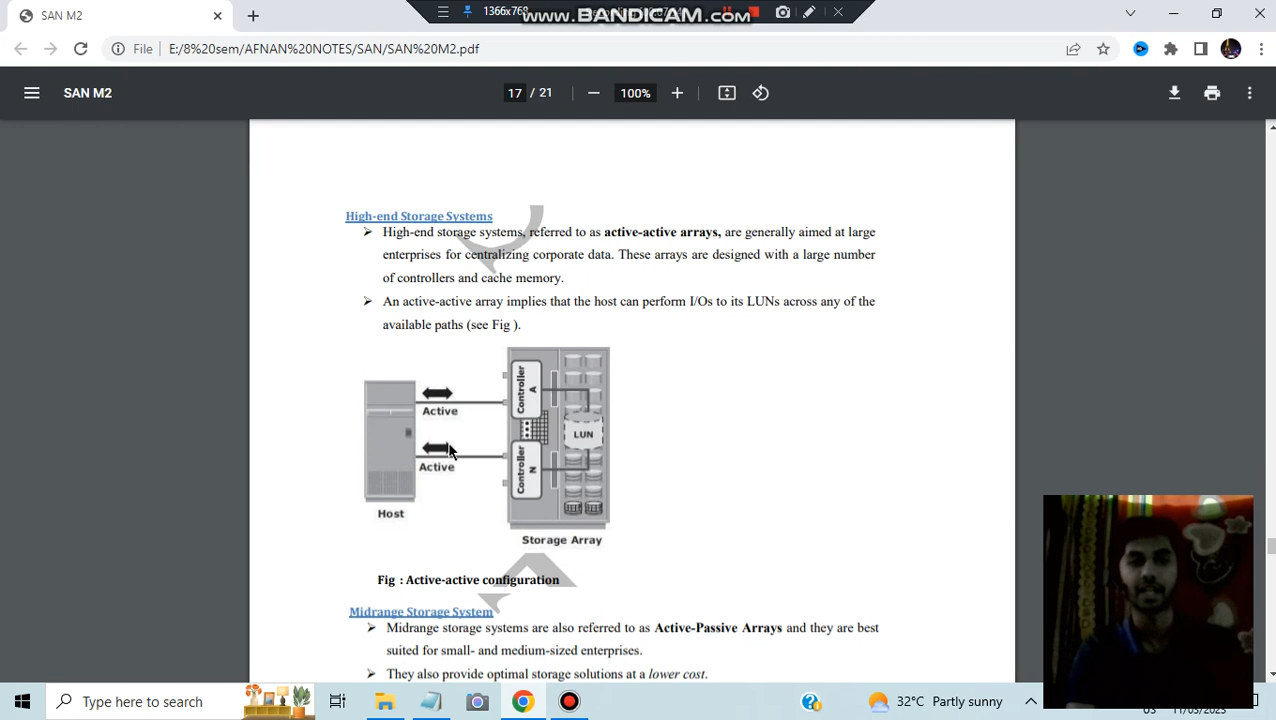 SAN M2
1366x768
www.BANDICAM.com
File
E:/8%20sem/AFNAN%20NOTES/SAN/SAN%20M2.pdf
SAN M2
17 / 21
100%
High-end Storage Systems
➢ High-end storage systems, referred to as active-active arrays, are generally aimed at large
enterprises for centralizing corporate data. These arrays are designed with a large number
of controllers and cache memory.
➢ An active-active array implies that the host can perform I/Os to its LUNs across any of the
available paths (see Fig ).
Controller A
Active
LUN
Active
Controller N
Host
Storage Array
Fig : Active-active configuration
Midrange Storage System
➢ Midrange storage systems are also referred to as Active-Passive Arrays and they are best
suited for small- and medium-sized enterprises.
➢ They also provide optimal storage solutions at a lower cost.
Type here to search
32°C Partly sunny